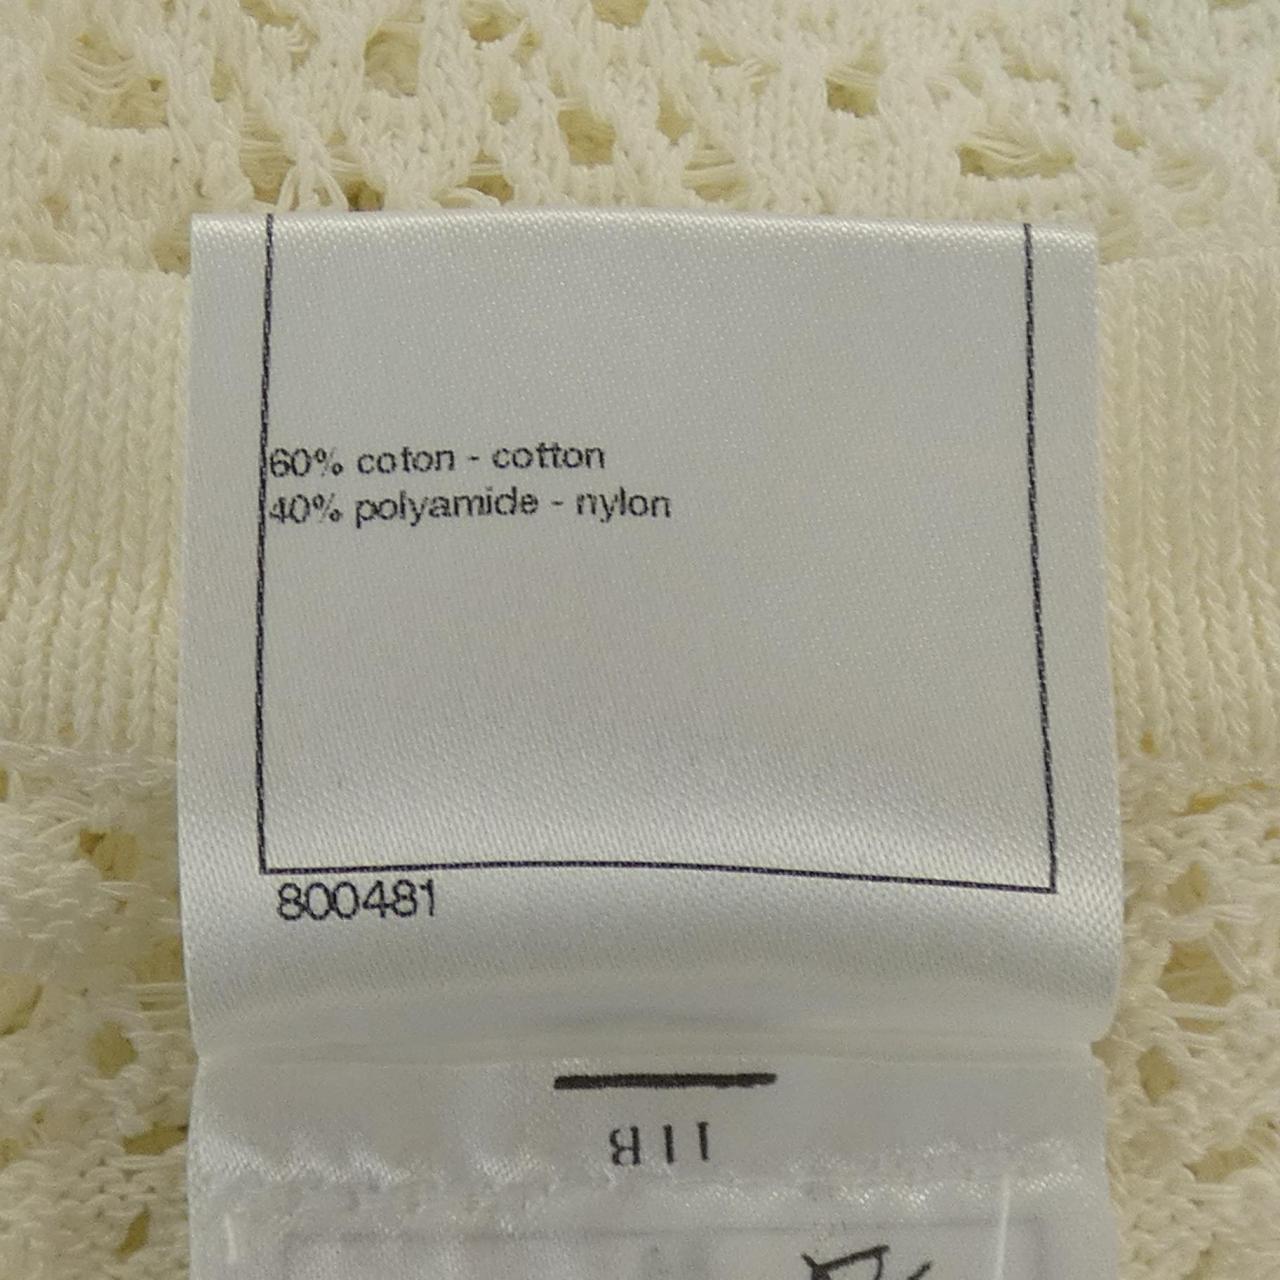 60% coton - cotton
40% polyamide - nylon
800481
11B